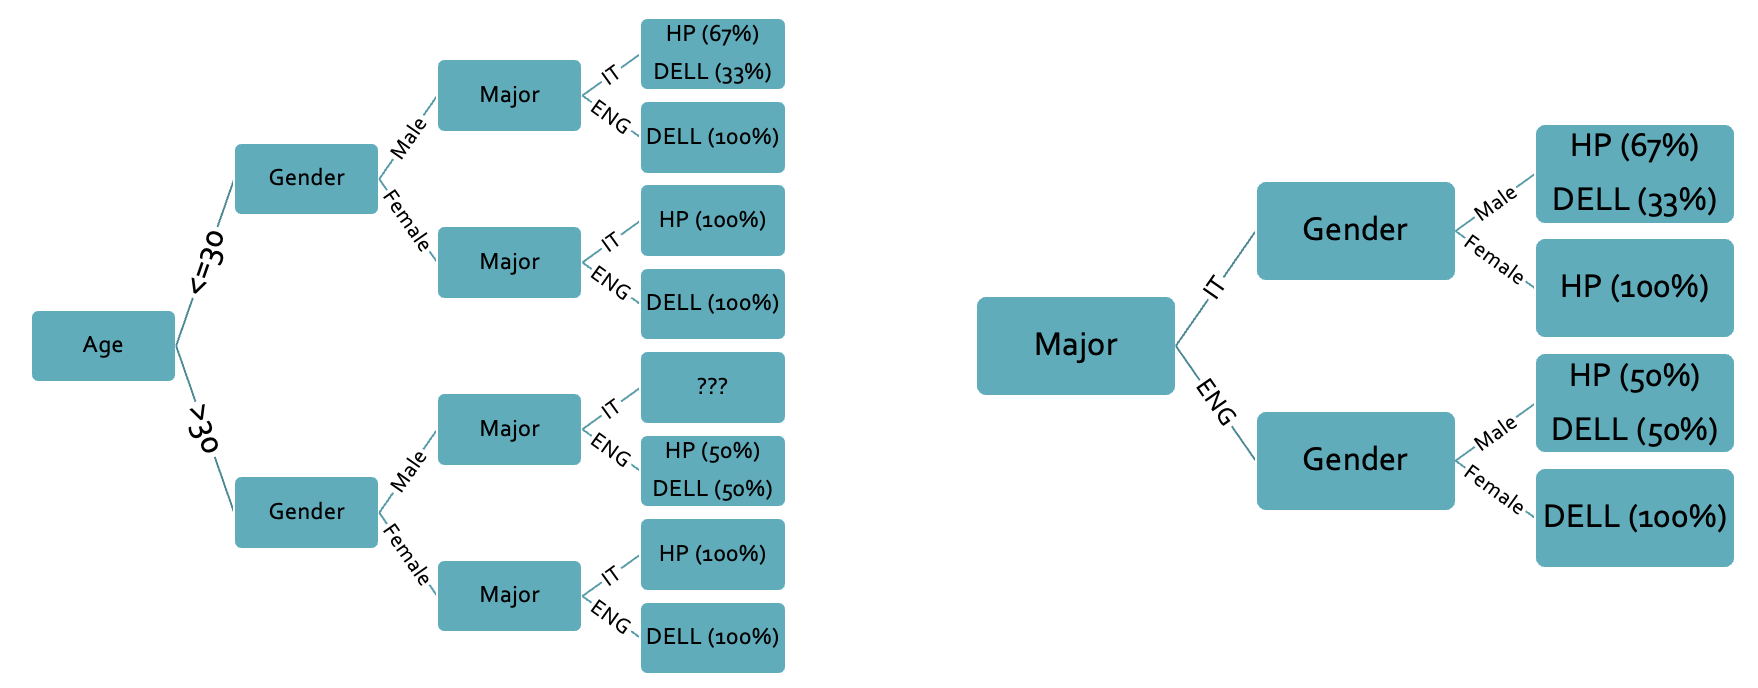 Age
<=30
>30
Gender
Male
Female
Major
IT
ENG
HP (67%)
DELL (33%)
DELL (100%)
Major
IT
ENG
HP (100%)
DELL (100%)
Gender
Male
Female
Major
IT
ENG
???
HP (50%)
DELL (50%)
Major
IT
ENG
HP (100%)
DELL (100%)
Major
IT
ENG
Gender
Male
Female
HP (67%)
DELL (33%)
HP (100%)
Gender
Male
Female
HP (50%)
DELL (50%)
DELL (100%)